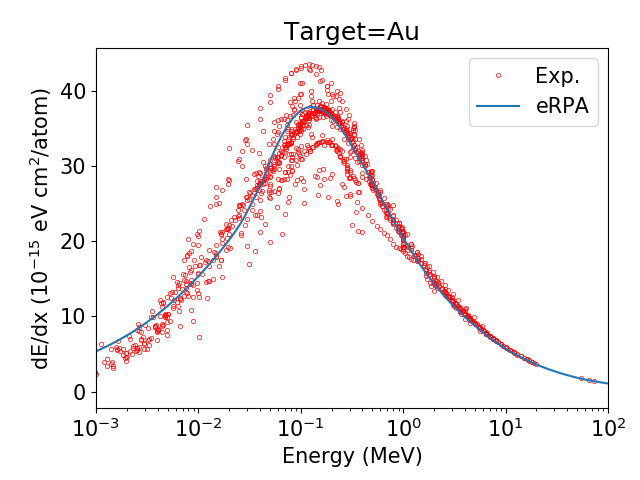 Target=Au
Exp.
eRPA
dE/dx (10⁻¹⁵ eV cm²/atom)
40
30
20
10
0
10⁻³ 10⁻² 10⁻¹ 10⁰ 10¹ 10²
Energy (MeV)